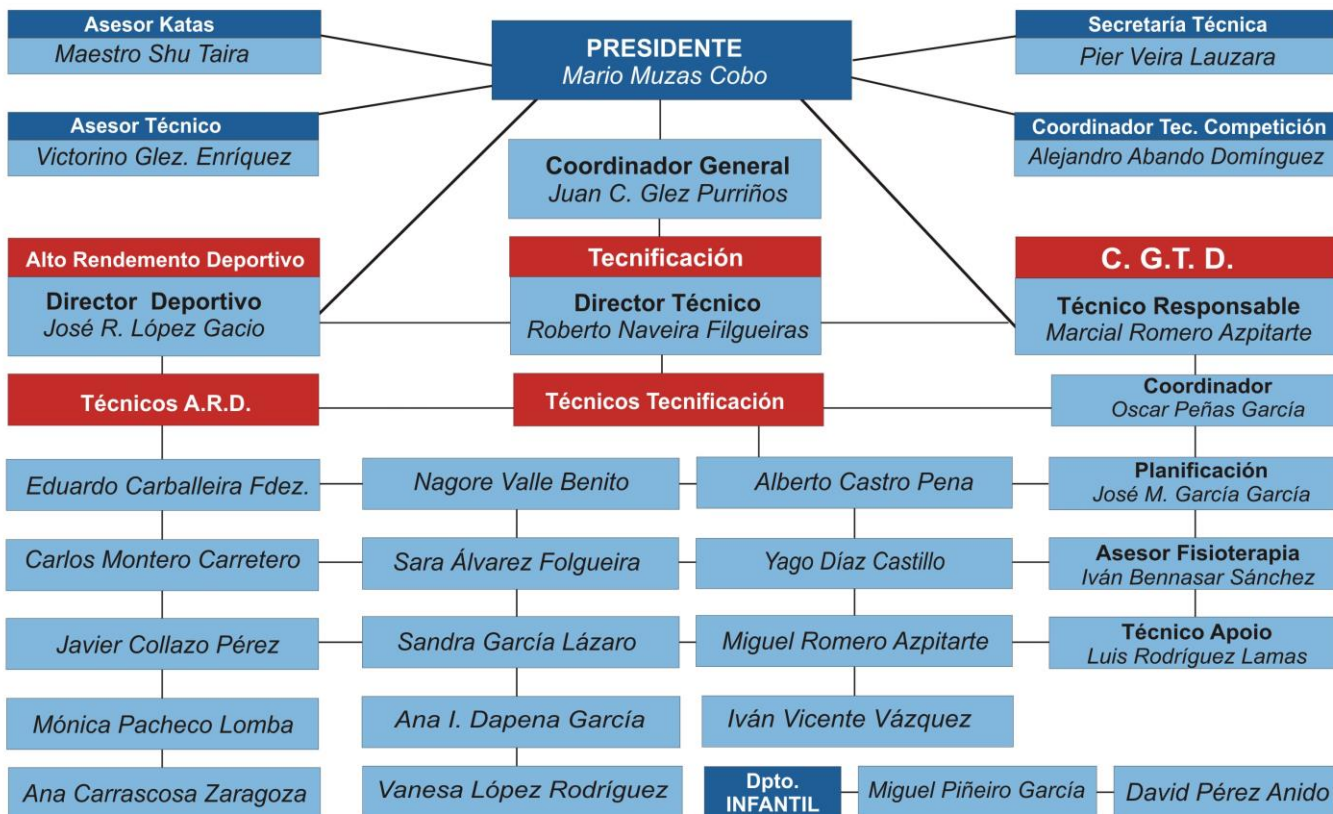 Asesor Katas
Maestro Shu Taira
PRESIDENTE
Mario Muzas Cobo
Secretaría Técnica
Pier Veira Lauzara
Asesor Técnico
Victorino Glez. Enríquez
Coordinador Tec. Competición
Alejandro Abando Domínguez
Coordinador General
Juan C. Glez Purriños
Alto Rendemento Deportivo
Director Deportivo
José R. López Gacio
Tecnificación
Director Técnico
Roberto Naveira Filgueiras
C. G.T. D.
Técnico Responsable
Marcial Romero Azpitarte
Técnicos A.R.D.
Técnicos Tecnificación
Coordinador
Oscar Peñas García
Eduardo Carballeira Fdez.
Nagore Valle Benito
Alberto Castro Pena
Planificación
José M. García García
Carlos Montero Carretero
Sara Álvarez Folgueira
Yago Díaz Castillo
Asesor Fisioterapia
Iván Bennasar Sánchez
Javier Collazo Pérez
Sandra García Lázaro
Miguel Romero Azpitarte
Técnico Apoio
Luis Rodríguez Lamas
Mónica Pacheco Lomba
Ana I. Dapena García
Iván Vicente Vázquez
Ana Carrascosa Zaragoza
Vanesa López Rodríguez
Dpto.
INFANTIL
Miguel Piñeiro García
David Pérez Anido